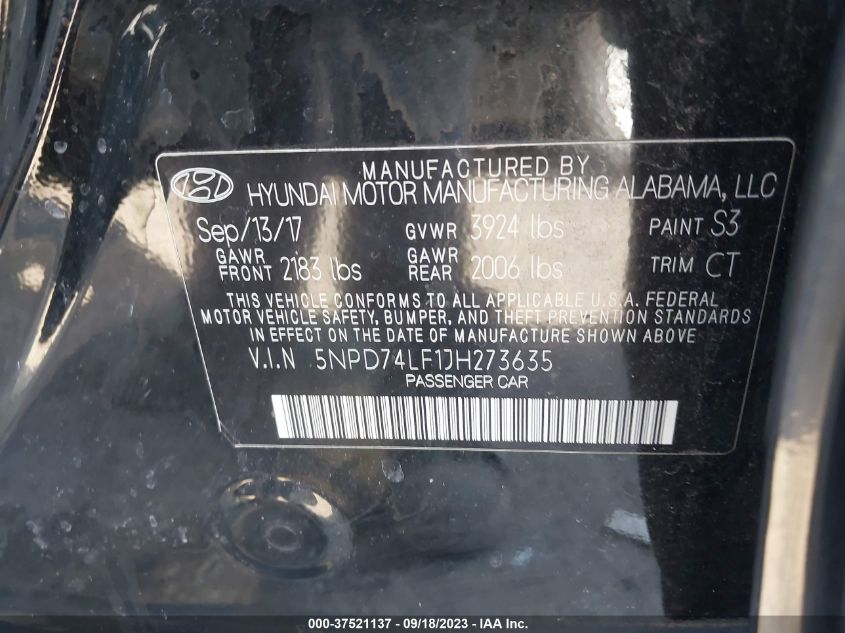 MANUFACTURED BY
HYUNDAI MOTOR MANUFACTURING ALABAMA, LLC
Sep/13/17 GVWR 3924 lbs PAINT S3
GAWR FRONT 2183 lbs GAWR REAR 2006 lbs TRIM CT
THIS VEHICLE CONFORMS TO ALL APPLICABLE U.S.A. FEDERAL
MOTOR VEHICLE SAFETY, BUMPER, AND THEFT PREVENTION STANDARDS
IN EFFECT ON THE DATE OF MANUFACTURE SHOWN ABOVE
V.I.N 5NPD74LF1JH273635
PASSENGER CAR
000-37521137 - 09/18/2023 - IAA Inc.